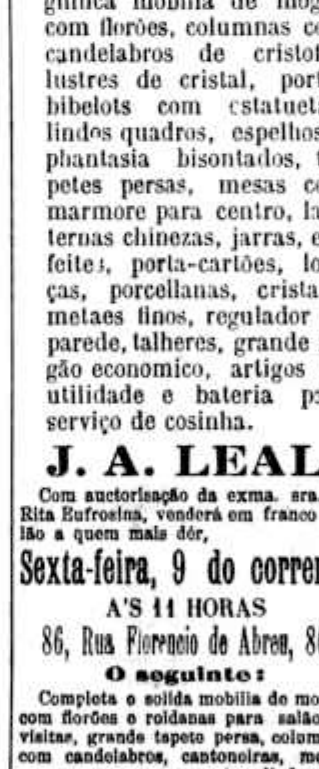 com florões, columnas c
candelabros de cristo
lustres de cristal, port
bibelots com estatuet
lindos quadros, espelhos
phantasia bisontados, t
petes persas, mesas c
marmore para centro, la
ternas chinezas, jarras, e
feites, porta-cartões, lo
ças, porcellanas, crista
metaes finos, regulador
parede, talheres, grande
gão economico, artigos
utilidade e bateria p
serviço de cosinha.
J. A. LEAL
Com auctorisação da exma. sra.
Rita Eufrosina, venderá em franco
lão a quem mais dér,
Sexta-feira, 9 do corre
A'S 11 HORAS
86, Rua Florencio de Abreu, 8
O seguinte:
Completa e solida mobilia de mo
com florões e roldanas para salão
visitas, grande tapete persa, colum
com candelabros, cantoneiras, me